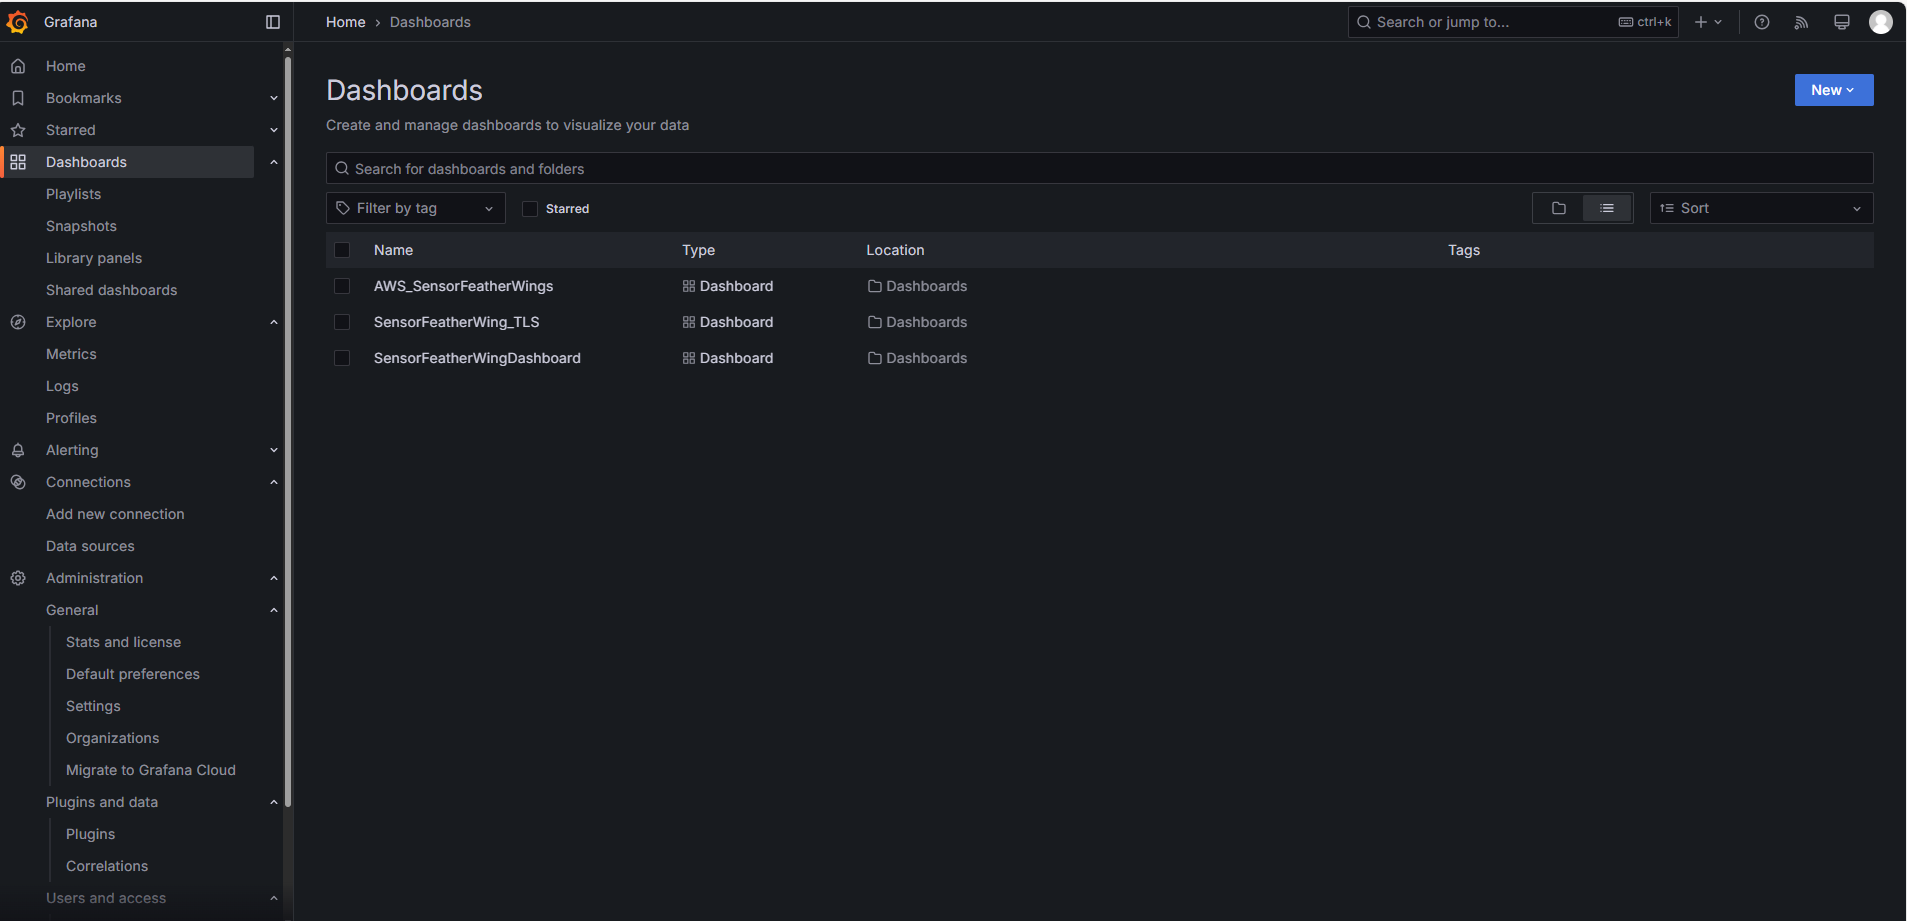 Grafana
Home > Dashboards
Search or jump to...
ctrl+k
Home
Bookmarks
Starred
Dashboards
Playlists
Snapshots
Library panels
Shared dashboards
Explore
Metrics
Logs
Profiles
Alerting
Connections
Add new connection
Data sources
Administration
General
Stats and license
Default preferences
Settings
Organizations
Migrate to Grafana Cloud
Plugins and data
Plugins
Correlations
Users and access
Dashboards
New
Create and manage dashboards to visualize your data
Search for dashboards and folders
Filter by tag
Starred
Sort
Name Type Location Tags
AWS_SensorFeatherWings Dashboard Dashboards
SensorFeatherWing_TLS Dashboard Dashboards
SensorFeatherWingDashboard Dashboard Dashboards